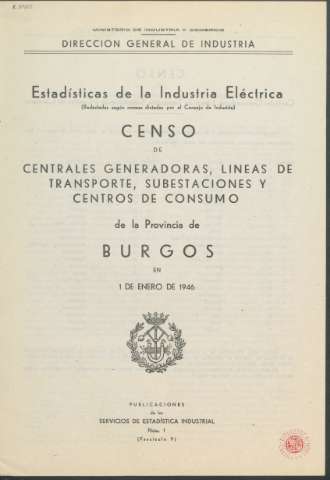 MINISTERIO DE INDUSTRIA Y COMERCIO
DIRECCION GENERAL DE INDUSTRIA
Estadísticas de la Industria Eléctrica
(Redactadas según normas dictadas por el Consejo de Industria)
CENSO
DE
CENTRALES GENERADORAS, LINEAS DE
TRANSPORTE, SUBESTACIONES Y
CENTROS DE CONSUMO
de la Provincia de
BURGOS
EN
1 DE ENERO DE 1946
PUBLICACIONES
de los
SERVICIOS DE ESTADÍSTICA INDUSTRIAL
Núm. 1
(Fascículo 9)